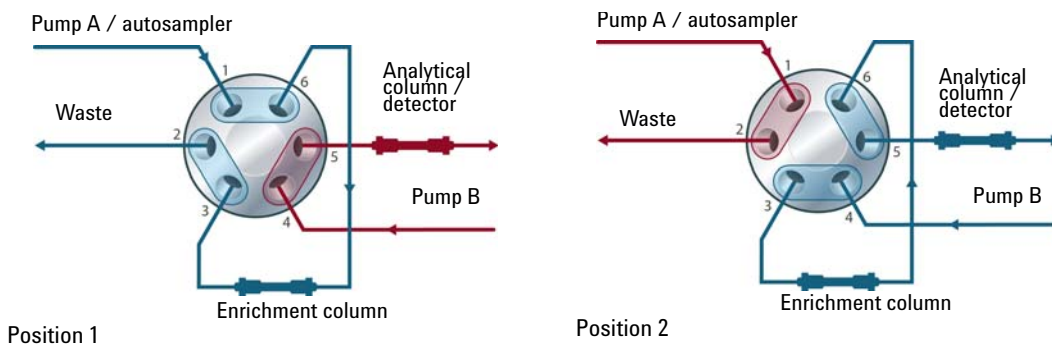 Pump A / autosampler
1
6
Analytical
column /
detector
Waste
2
5
3
4
Pump B
Enrichment column
Position 1
Pump A / autosampler
1
6
Analytical
column /
detector
Waste
2
5
3
4
Pump B
Enrichment column
Position 2